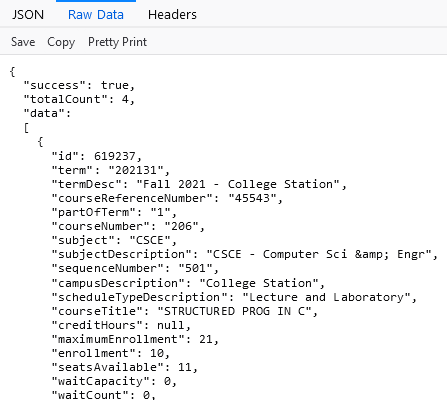 JSON Raw Data Headers
Save Copy Pretty Print
{
  "success": true,
  "totalCount": 4,
  "data":
  [
    {
      "id": 619237,
      "term": "202131",
      "termDesc": "Fall 2021 - College Station",
      "courseReferenceNumber": "45543",
      "partOfTerm": "1",
      "courseNumber": "206",
      "subject": "CSCE",
      "subjectDescription": "CSCE - Computer Sci &amp; Engr",
      "sequenceNumber": "501",
      "campusDescription": "College Station",
      "scheduleTypeDescription": "Lecture and Laboratory",
      "courseTitle": "STRUCTURED PROG IN C",
      "creditHours": null,
      "maximumEnrollment": 21,
      "enrollment": 10,
      "seatsAvailable": 11,
      "waitCapacity": 0,
      "waitCount": 0,